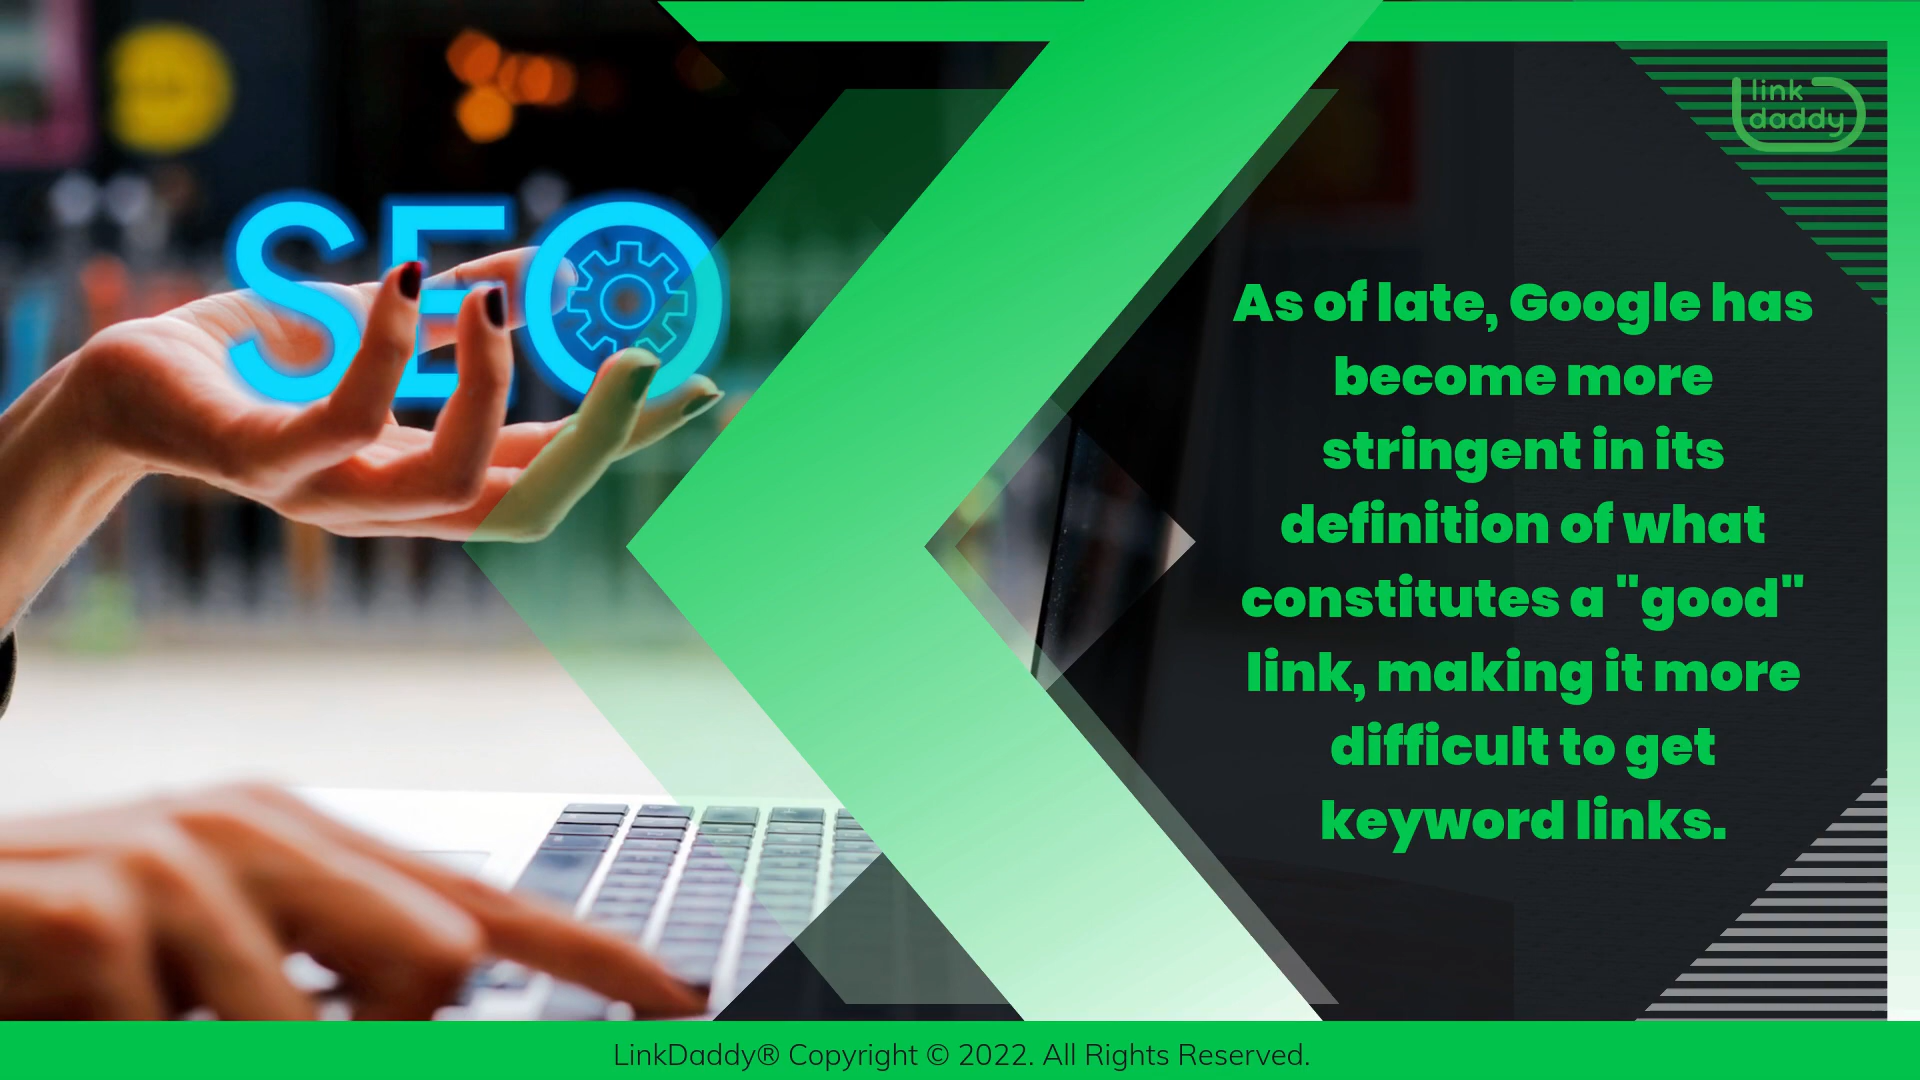 link
daddy
SEO
As of late, Google has
become more
stringent in its
definition of what
constitutes a "good"
link, making it more
difficult to get
keyword links.
LinkDaddy® Copyright © 2022. All Rights Reserved.